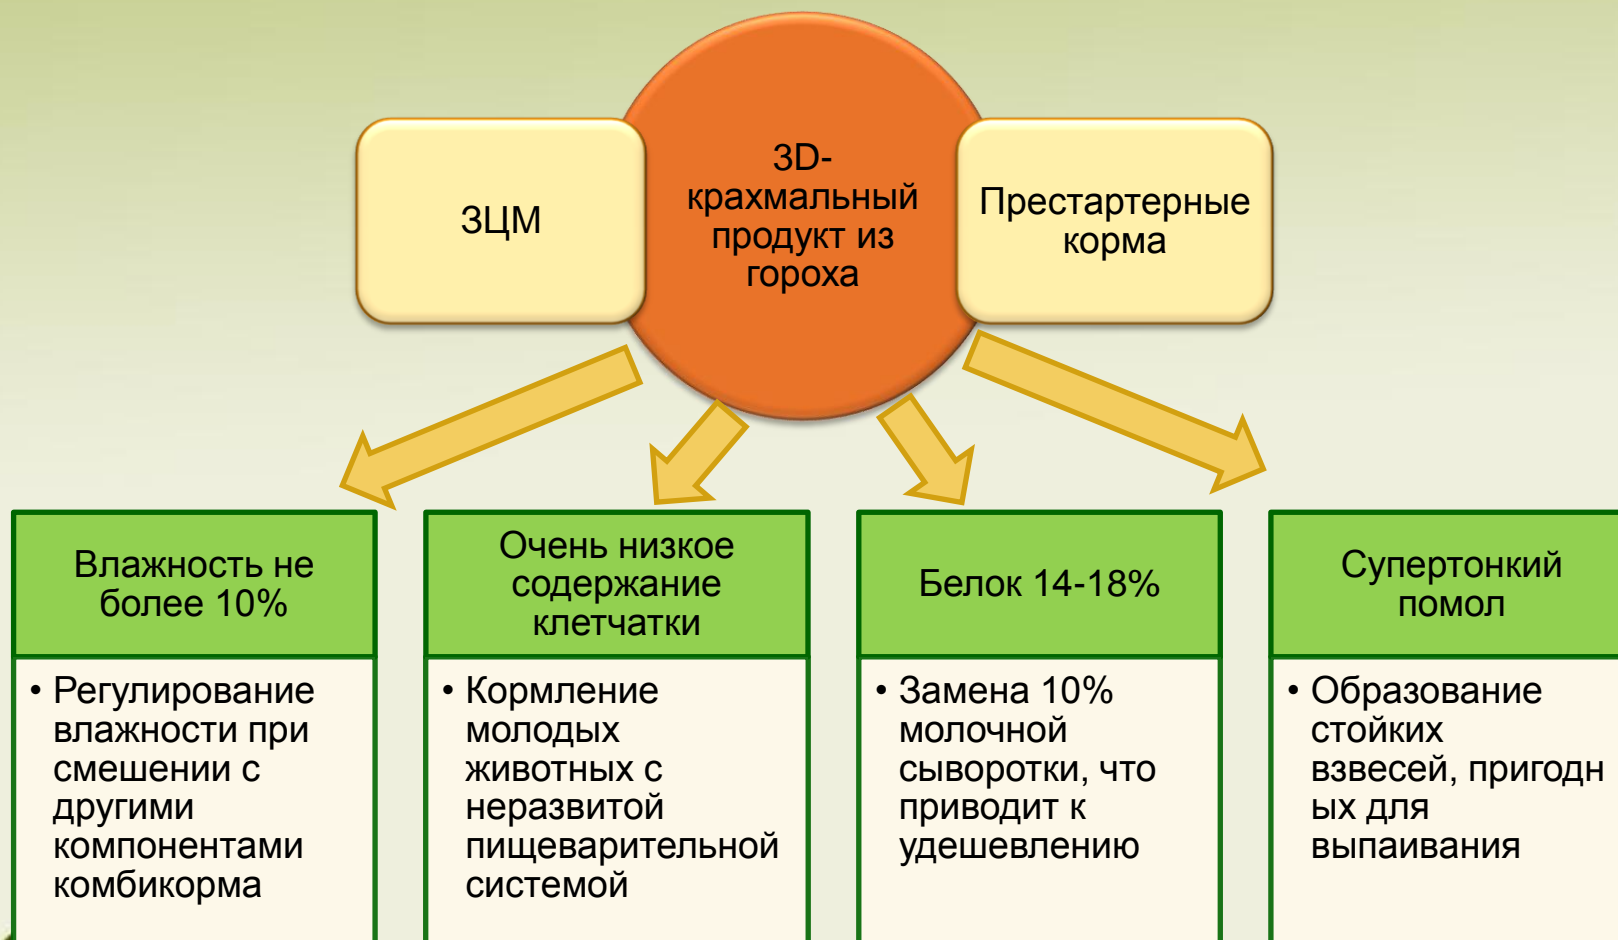 ЗЦМ
3D-
крахмальный
продукт из
гороха
Престартерные
корма
Влажность не
более 10%
• Регулирование
влажности при
смешении с
другими
компонентами
комбикорма
Очень низкое
содержание
клетчатки
• Кормление
молодых
животных с
неразвитой
пищеварительной
системой
Белок 14-18%
• Замена 10%
молочной
сыворотки, что
приводит к
удешевлению
Супертонкий
помол
• Образование
стойких
взвесей, пригодн
ых для
выпаивания